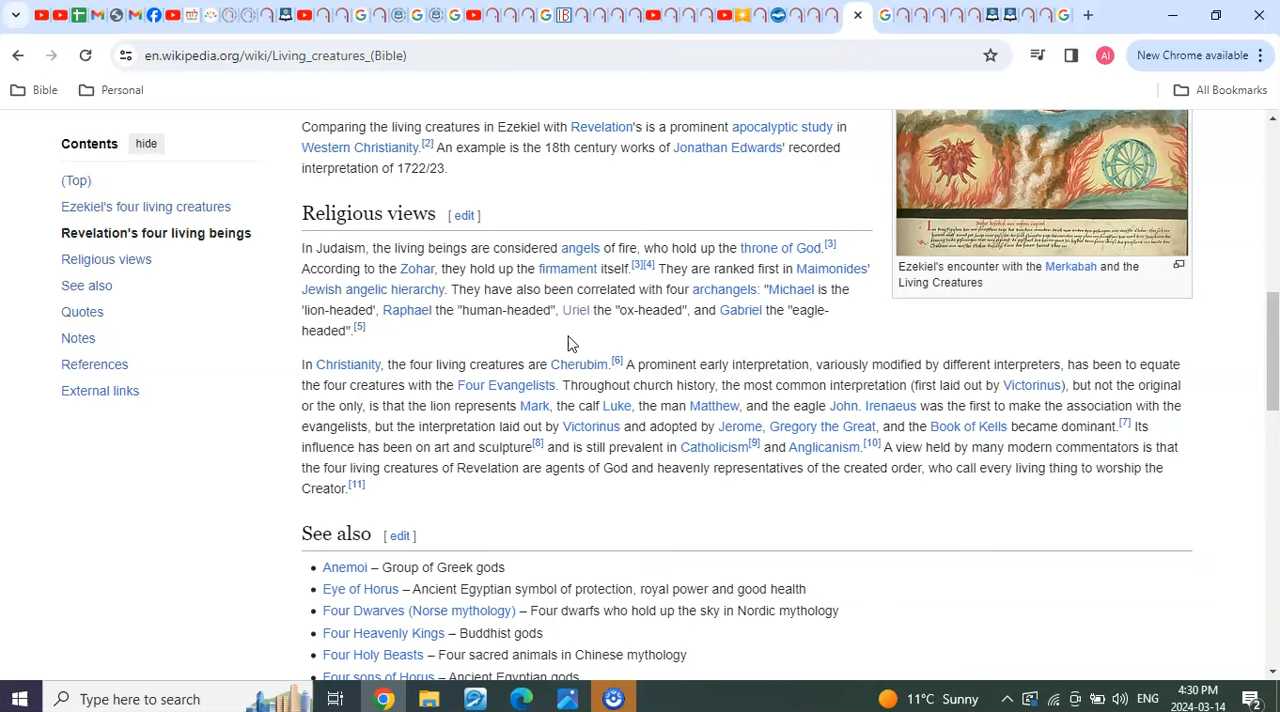 en.wikipedia.org/wiki/Living_creatures_(Bible)
New Chrome available
Bible
Personal
All Bookmarks
Contents
hide
(Top)
Ezekiel's four living creatures
Revelation's four living beings
Religious views
See also
Quotes
Notes
References
External links
Comparing the living creatures in Ezekiel with Revelation's is a prominent apocalyptic study in
Western Christianity.[2] An example is the 18th century works of Jonathan Edwards' recorded
interpretation of 1722/23.
Religious views [ edit ]
In Judaism, the living beings are considered angels of fire, who hold up the throne of God.[3]
According to the Zohar, they hold up the firmament itself.[3][4] They are ranked first in Maimonides'
Jewish angelic hierarchy. They have also been correlated with four archangels: "Michael is the
'lion-headed', Raphael the "human-headed", Uriel the "ox-headed", and Gabriel the "eagle-
headed".[5]
Ezekiel's encounter with the Merkabah and the
Living Creatures
In Christianity, the four living creatures are Cherubim.[6] A prominent early interpretation, variously modified by different interpreters, has been to equate
the four creatures with the Four Evangelists. Throughout church history, the most common interpretation (first laid out by Victorinus), but not the original
or the only, is that the lion represents Mark, the calf Luke, the man Matthew, and the eagle John. Irenaeus was the first to make the association with the
evangelists, but the interpretation laid out by Victorinus and adopted by Jerome, Gregory the Great, and the Book of Kells became dominant.[7] Its
influence has been on art and sculpture[8] and is still prevalent in Catholicism[9] and Anglicanism.[10] A view held by many modern commentators is that
the four living creatures of Revelation are agents of God and heavenly representatives of the created order, who call every living thing to worship the
Creator.[11]
See also [ edit ]
Anemoi – Group of Greek gods
Eye of Horus – Ancient Egyptian symbol of protection, royal power and good health
Four Dwarves (Norse mythology) – Four dwarfs who hold up the sky in Nordic mythology
Four Heavenly Kings – Buddhist gods
Four Holy Beasts – Four sacred animals in Chinese mythology
Four sons of Horus – Ancient Egyptian gods
Type here to search
11°C Sunny
ENG
4:30 PM
2024-03-14
2